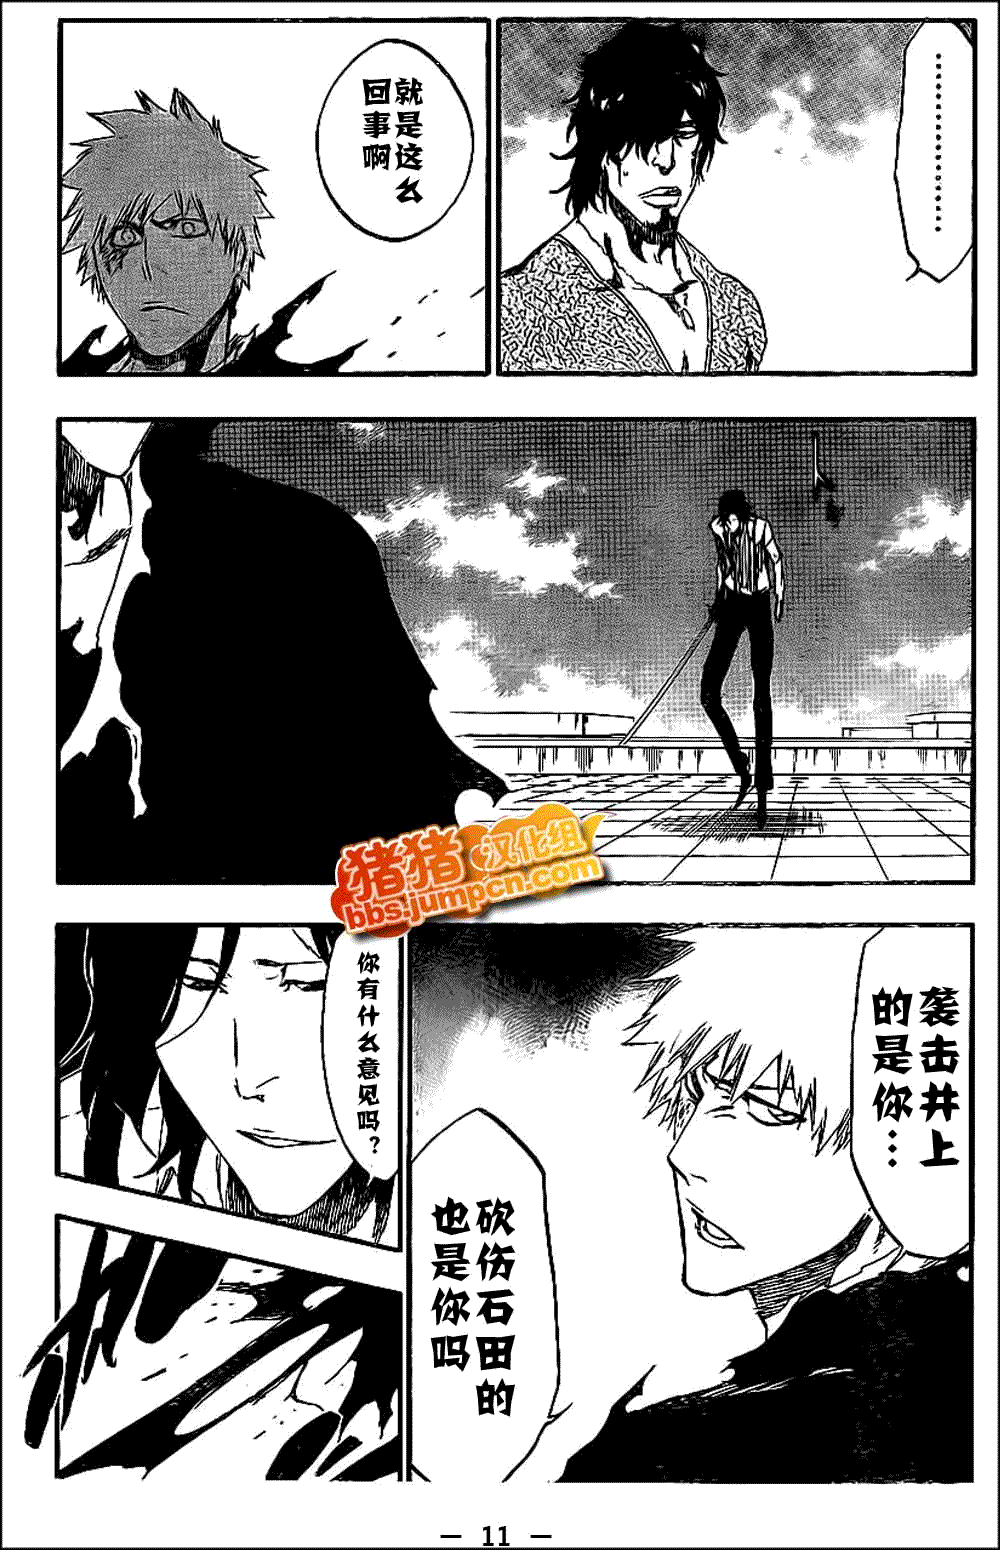 …………
就是这么
回事啊
猪猪汉化组
bbs.jumpcn.com
袭击井上
的是你…
砍伤石田的
也是你吗
你有什么意见吗?
— 11 —